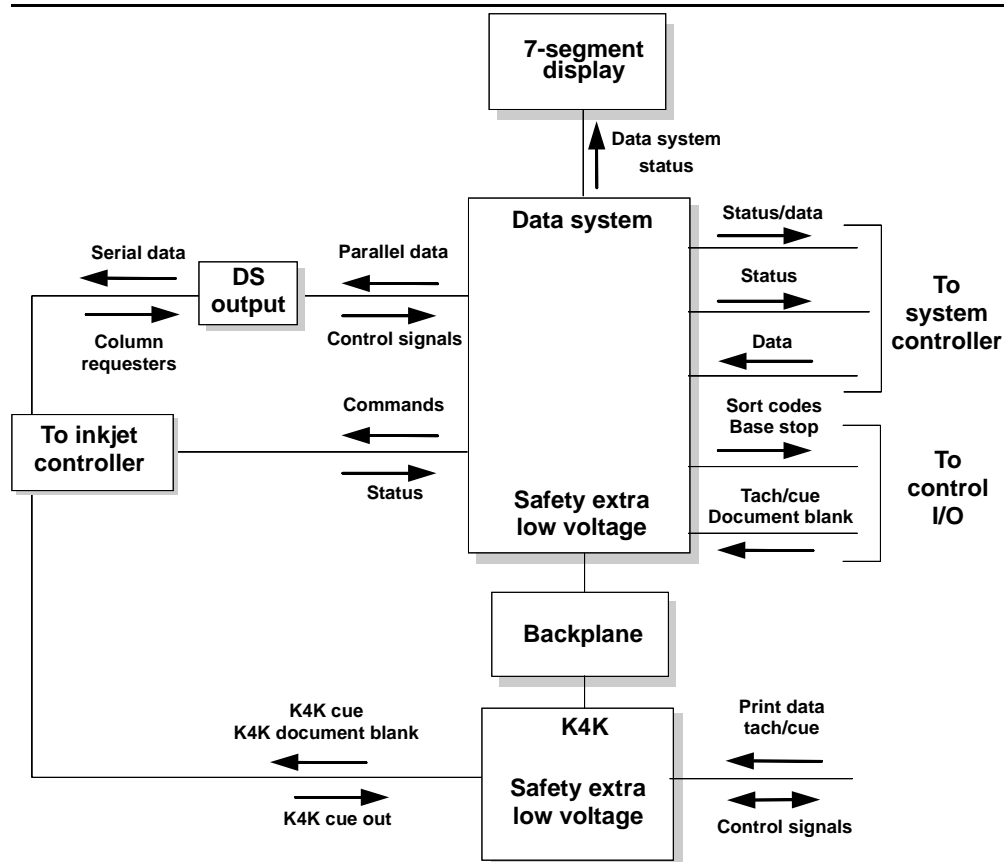 7-segment
display
Data system
status
Data system
Status/data
Serial data
Parallel data
DS
output
Status
To
system
controller
Column
requesters
Control signals
Data
Commands
Sort codes
Base stop
To inkjet
controller
Status
To
control
I/O
Safety extra
low voltage
Tach/cue
Document blank
Backplane
K4K cue
K4K document blank
K4K
Print data
tach/cue
Safety extra
low voltage
K4K cue out
Control signals